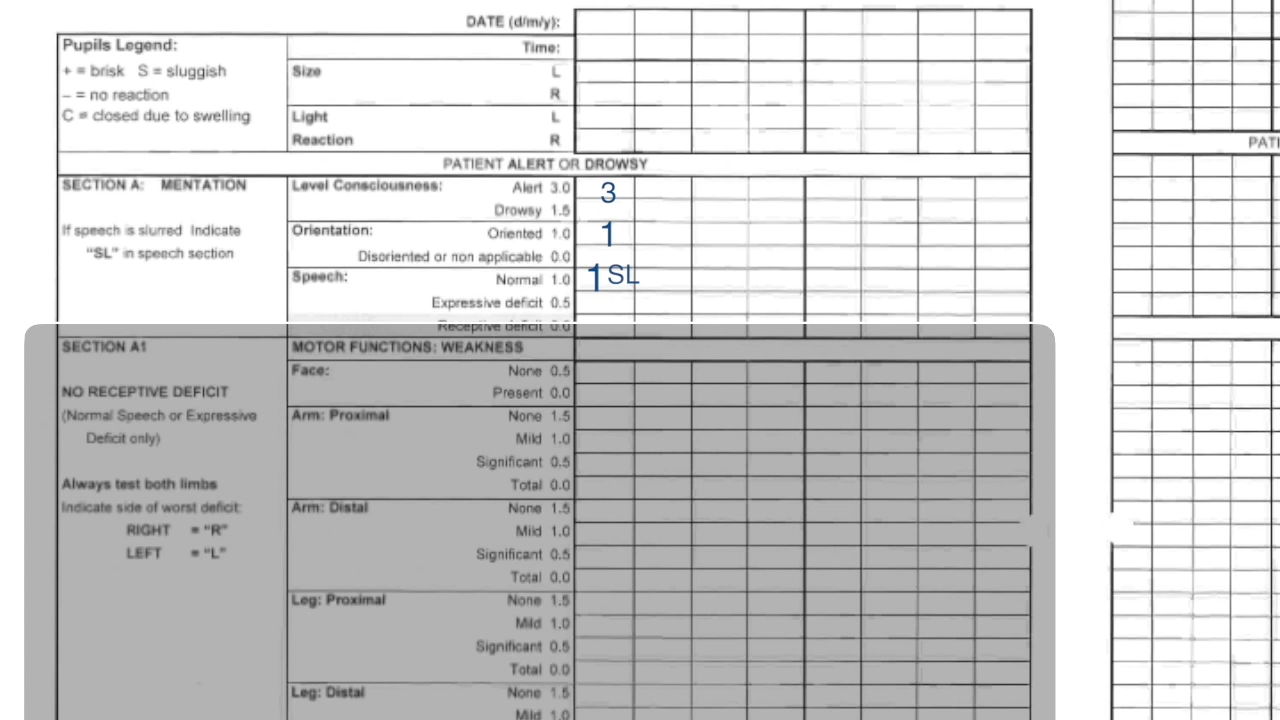 DATE (d/m/y):
Pupils Legend: Time:
+ = brisk S = sluggish Size L
– = no reaction R
C = closed due to swelling Light L
Reaction R
PATIENT ALERT OR DROWSY
PATI
SECTION A: MENTATION Level Consciousness: Alert 3.0 3
Drowsy 1.5
If speech is slurred Indicate Orientation: Oriented 1.0 1
"SL" in speech section Disoriented or non applicable 0.0
Speech: Normal 1.0 1 SL
Expressive deficit 0.5
Receptive deficit 0.0
SECTION A1 MOTOR FUNCTIONS: WEAKNESS
Face: None 0.5
NO RECEPTIVE DEFICIT Present 0.0
(Normal Speech or Expressive Arm: Proximal None 1.5
Deficit only) Mild 1.0
Significant 0.5
Always test both limbs Total 0.0
Indicate side of worst deficit: Arm: Distal None 1.5
RIGHT = "R" Mild 1.0
LEFT = "L" Significant 0.5
Total 0.0
Leg: Proximal None 1.5
Mild 1.0
Significant 0.5
Total 0.0
Leg: Distal None 1.5
Mild 1.0